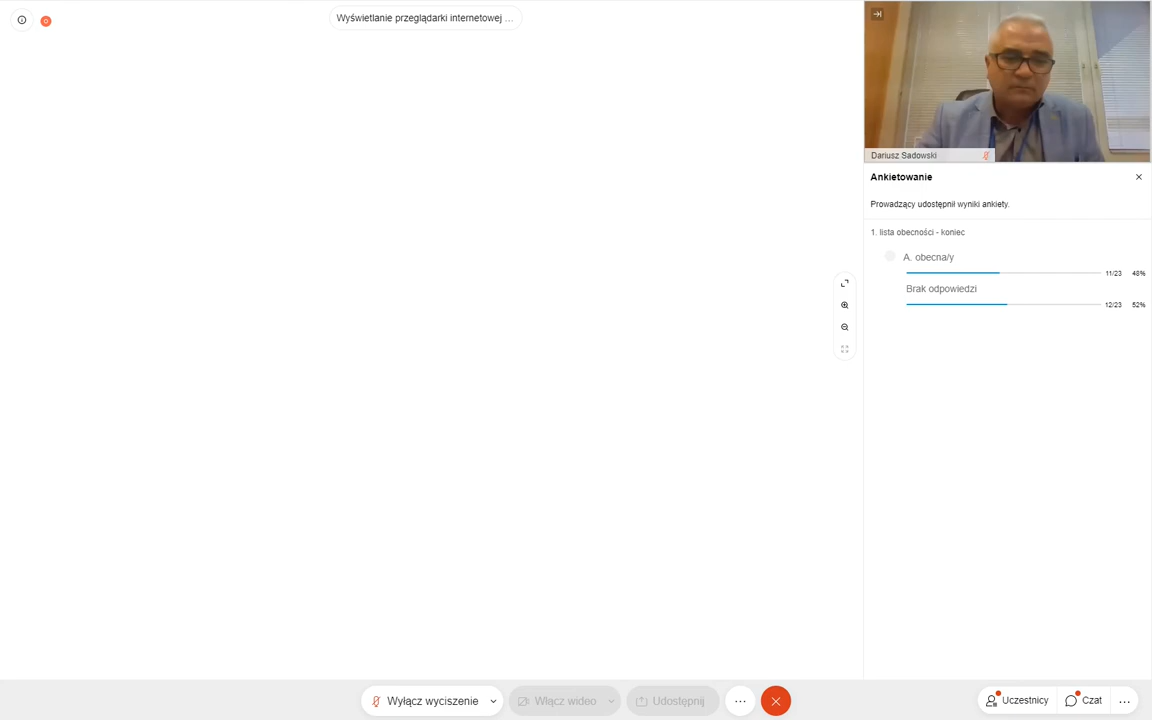 Wyświetlanie przeglądarki internetowej ...
Dariusz Sadowski
Ankietowanie
Prowadzący udostępnił wyniki ankiety.
1. lista obecności - koniec
A. obecna/y
11/23 48%
Brak odpowiedzi
12/23 52%
Wyłącz wyciszenie
Włącz wideo
Udostępnij
Uczestnicy
Czat